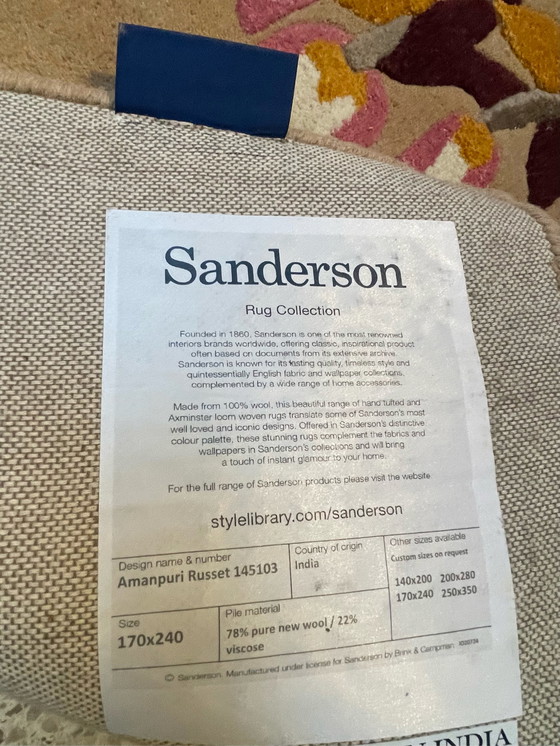 Sanderson
Rug Collection
Founded in 1860, Sanderson is one of the most renowned
interiors brands worldwide, offering classic, inspirational product
often based on documents from its extensive archive.
Sanderson is known for its lasting quality, timeless style and
quintessentially English fabric and wallpaper collections,
complemented by a wide range of home accessories.
Made from 100% wool, this beautiful range of hand tufted and
Axminster loom woven rugs translate some of Sanderson's most
well loved and iconic designs. Offered in Sanderson's distinctive
colour palette, these stunning rugs complement the fabrics and
wallpapers in Sanderson's collections and will bring
a touch of instant glamour to your home.
For the full range of Sanderson products please visit the website
stylelibrary.com/sanderson
Design name & number
Amanpuri Russet 145103
Country of origin
India
Other sizes available
Custom sizes on request
140x200 200x280
170x240 250x350
Size
170x240
Pile material
78% pure new wool / 22%
viscose
© Sanderson. Manufactured under license for Sanderson by Brink & Campman
INDIA